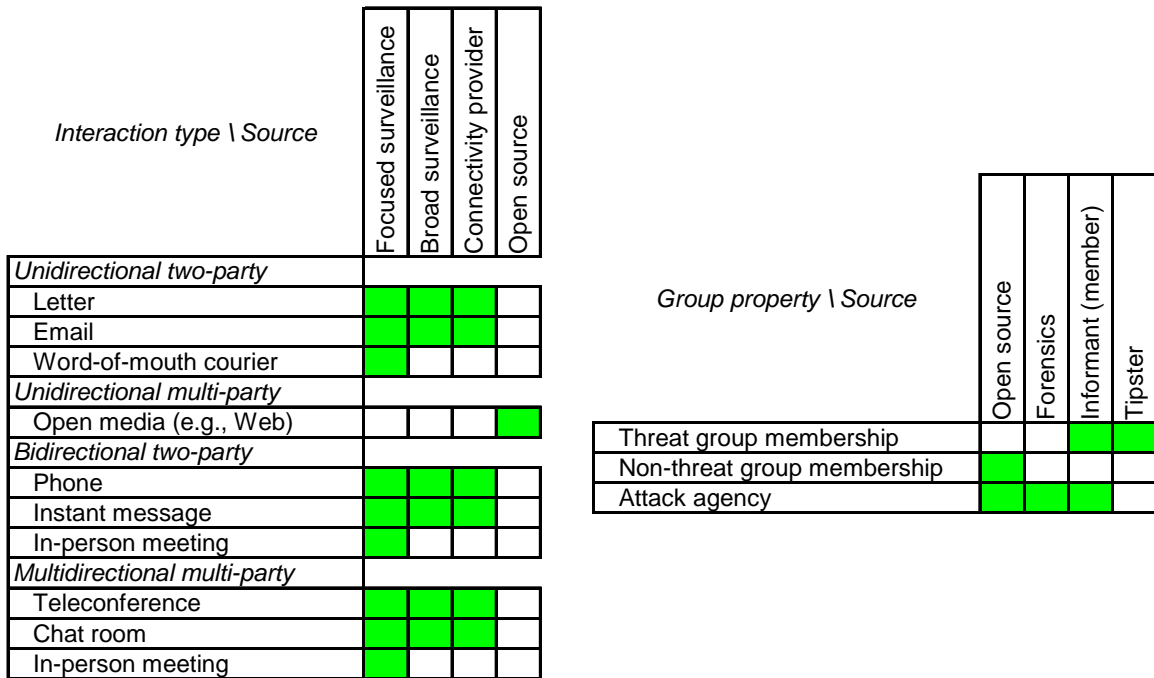 Interaction type \ Source
Focused surveillance
Broad surveillance
Connectivity provider
Open source
Unidirectional two-party
Letter
Email
Word-of-mouth courier
Unidirectional multi-party
Open media (e.g., Web)
Bidirectional two-party
Phone
Instant message
In-person meeting
Multidirectional multi-party
Teleconference
Chat room
In-person meeting
Group property \ Source
Open source
Forensics
Informant (member)
Tipster
Threat group membership
Non-threat group membership
Attack agency